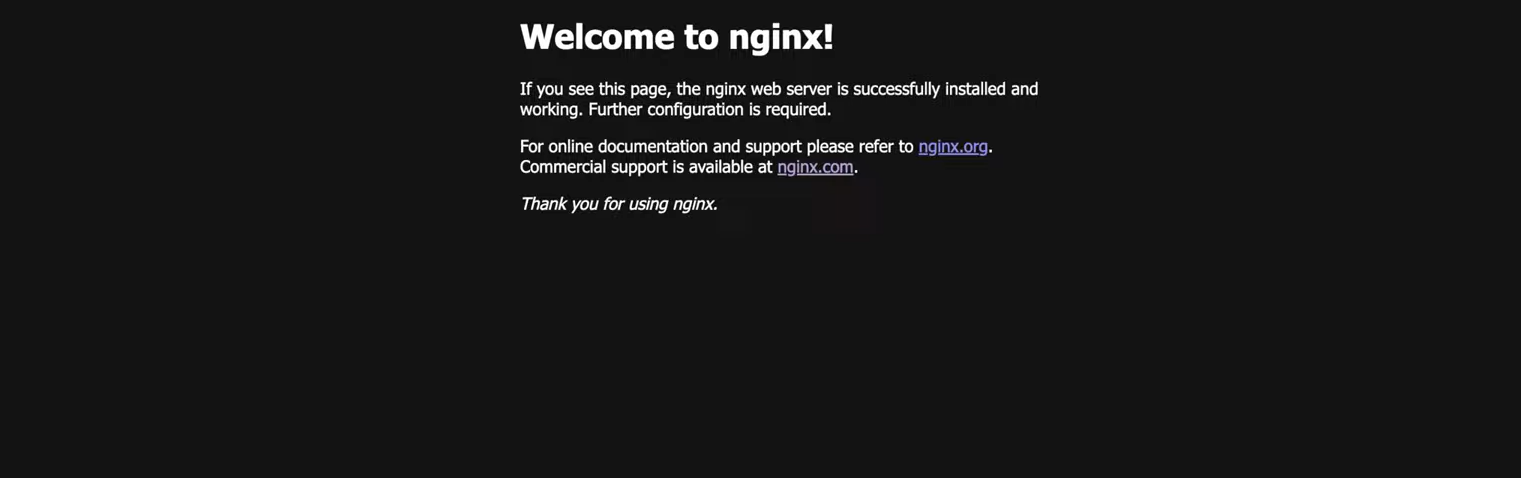 Welcome to nginx!
If you see this page, the nginx web server is successfully installed and
working. Further configuration is required.
For online documentation and support please refer to nginx.org.
Commercial support is available at nginx.com.
Thank you for using nginx.